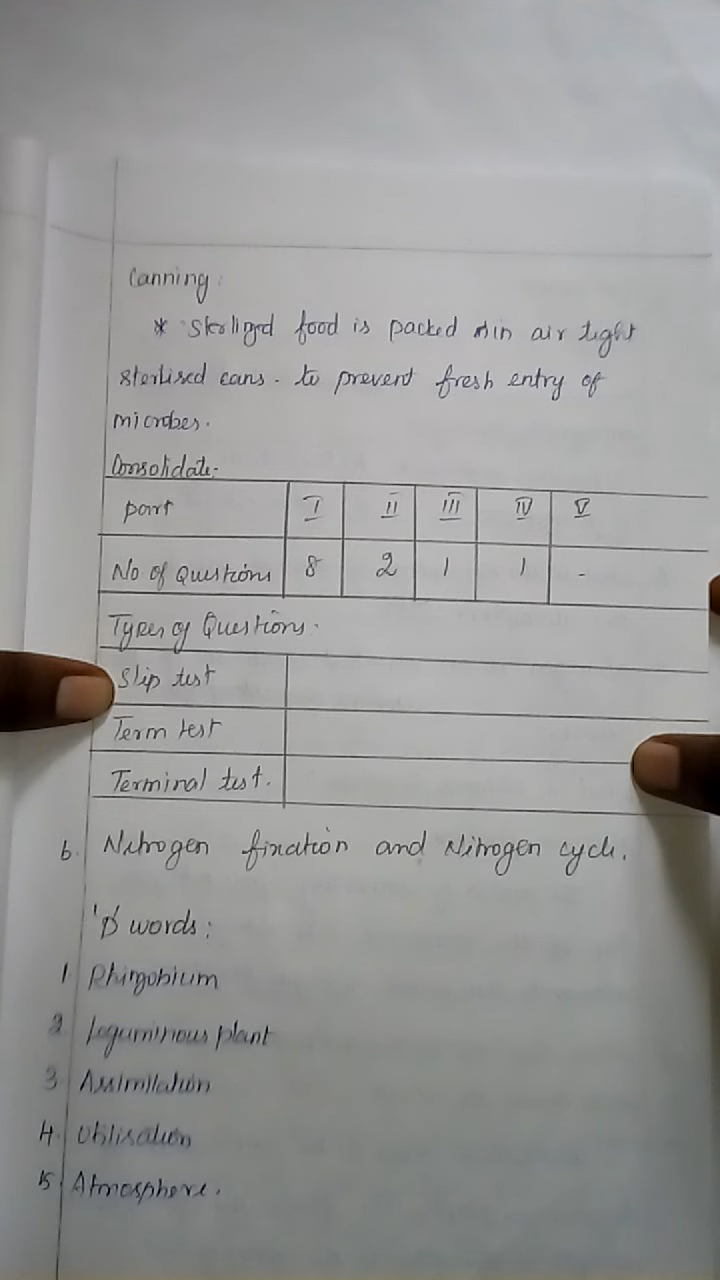 Canning:
* Sterlized food is packed in air tight
sterlised cans. to prevent fresh entry of
microbes.
Consolidate:
part I II III IV V
No of Questions 8 2 1 1 -
Types of Questions.
Slip test
Term test
Terminal test.
6. Nitrogen fixation and Nitrogen cycle.
'D' words:
1 Rhizobium
2 Leguminous plant
3 Assimilation
4. Utilisation
5 Atmosphere.